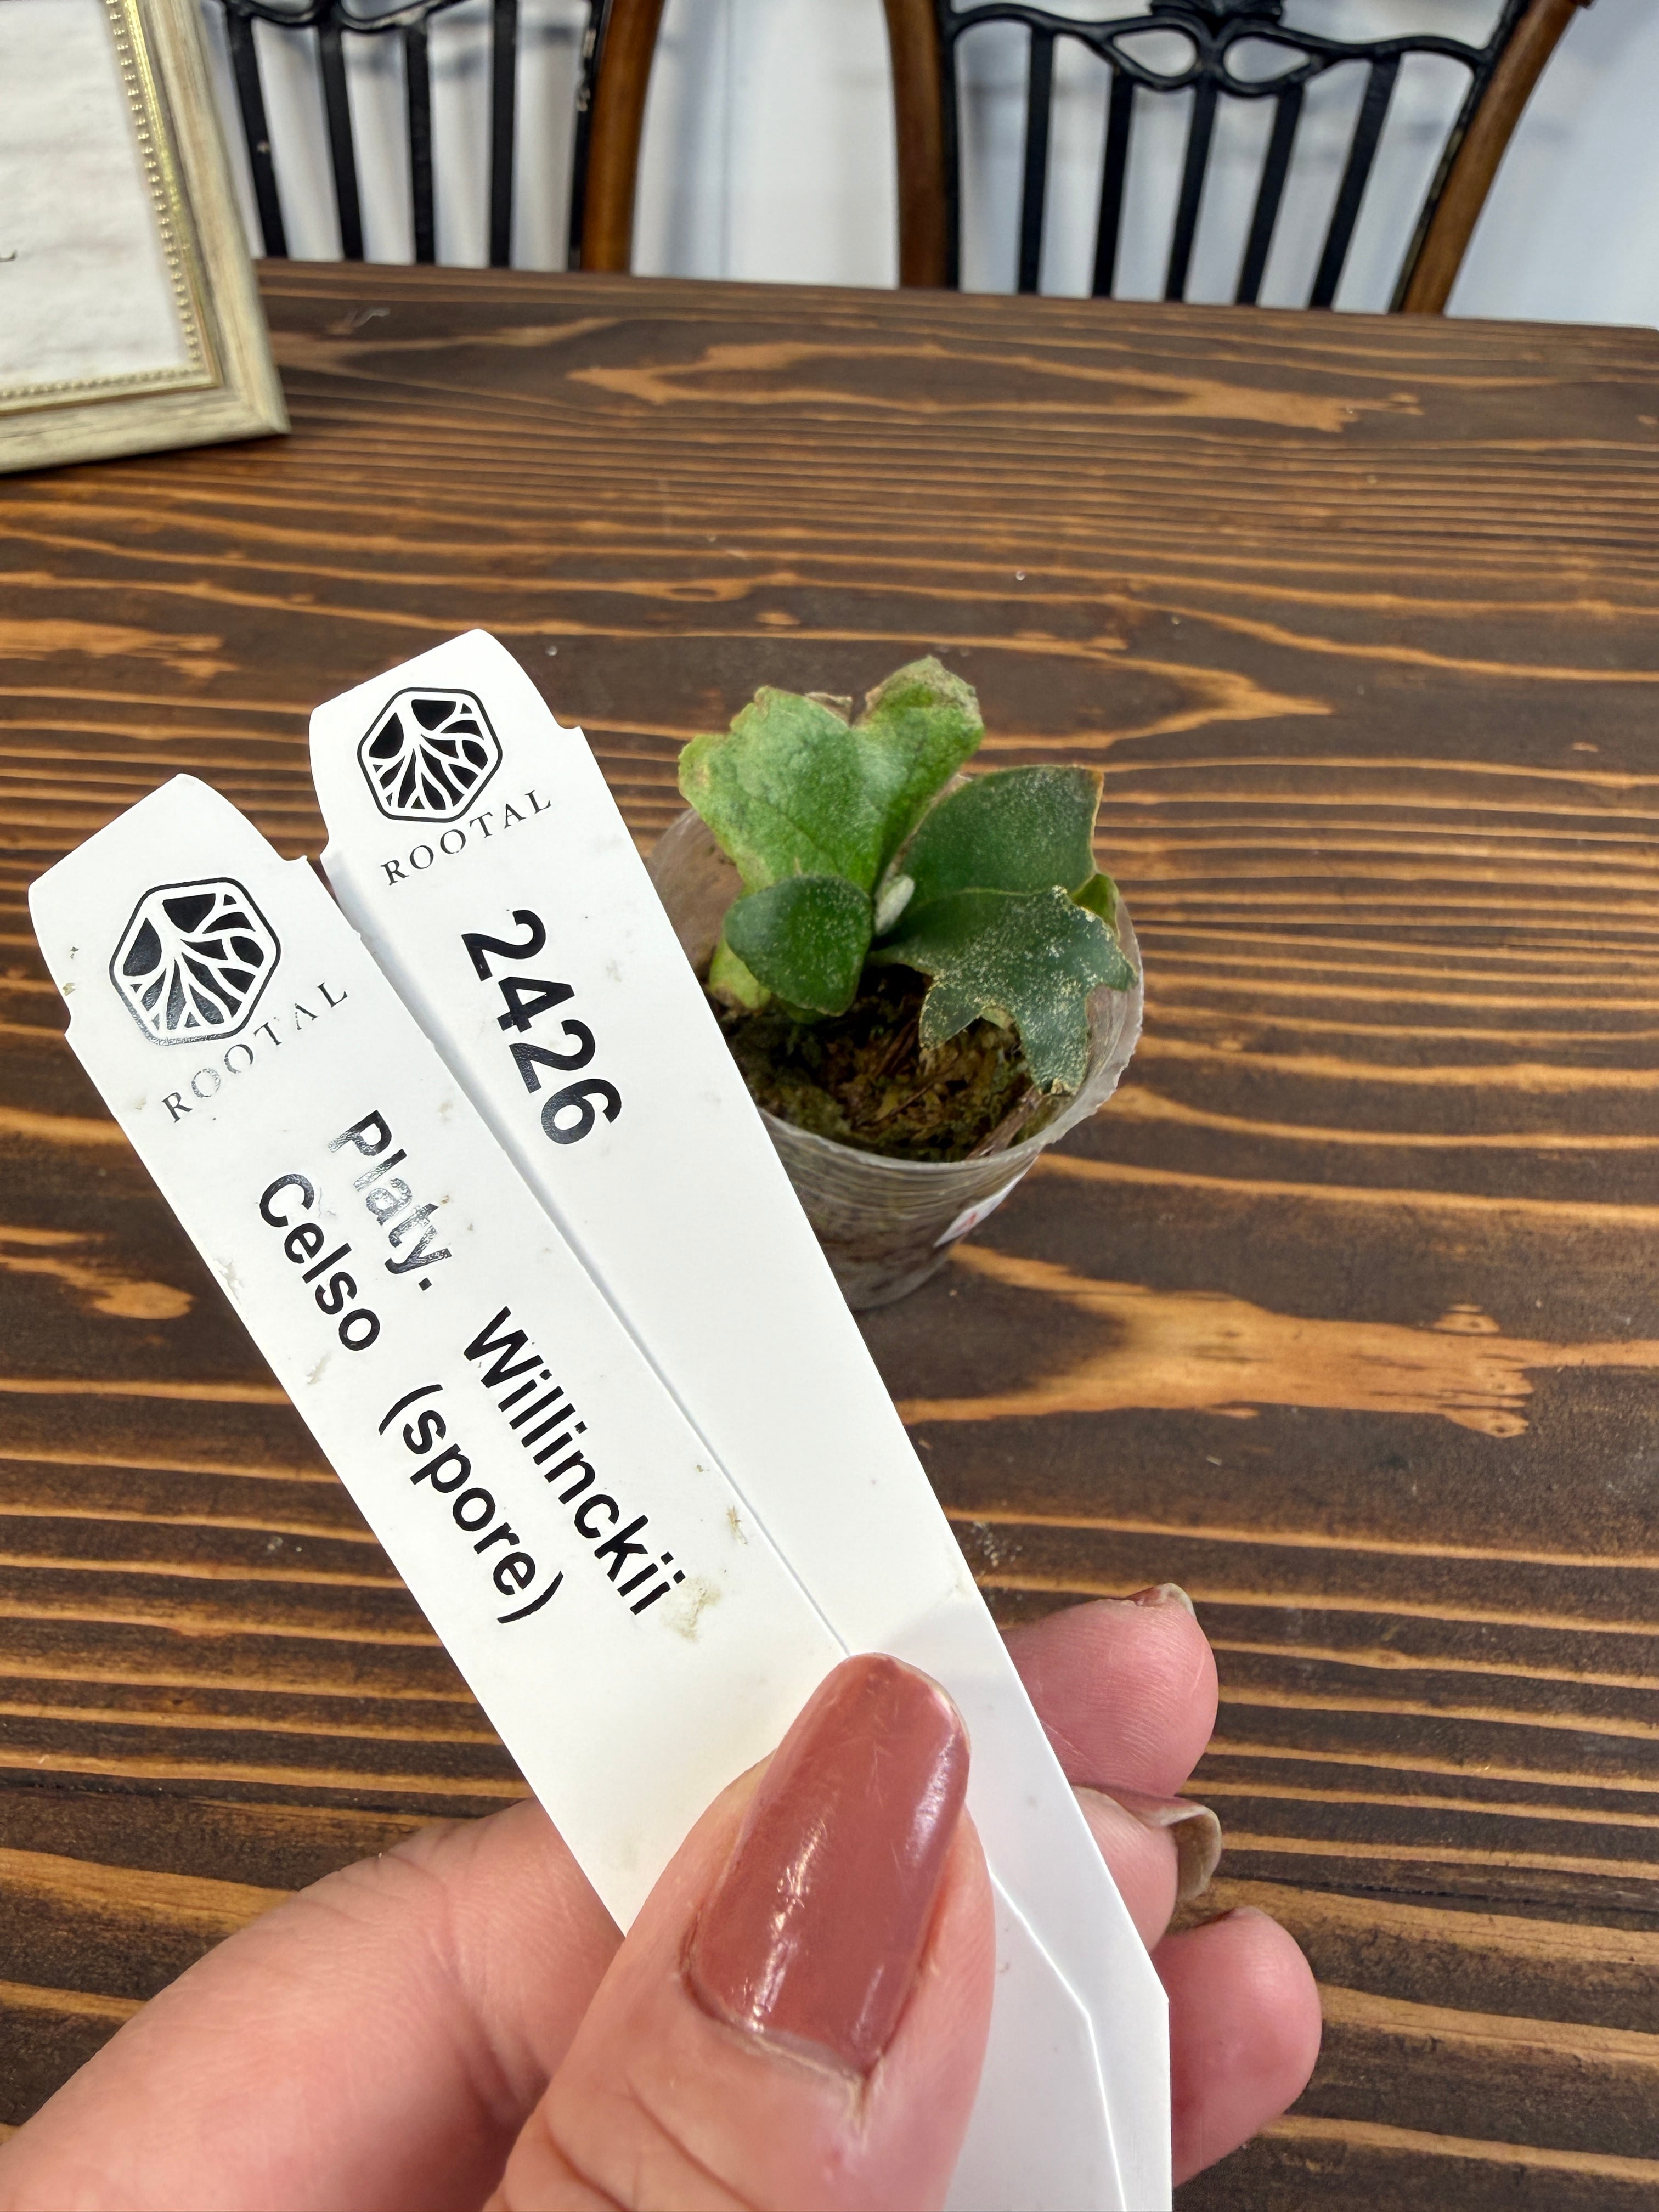 ROOTAL
2426
ROOTAL
Platy. Willinckii
Celso (spore)